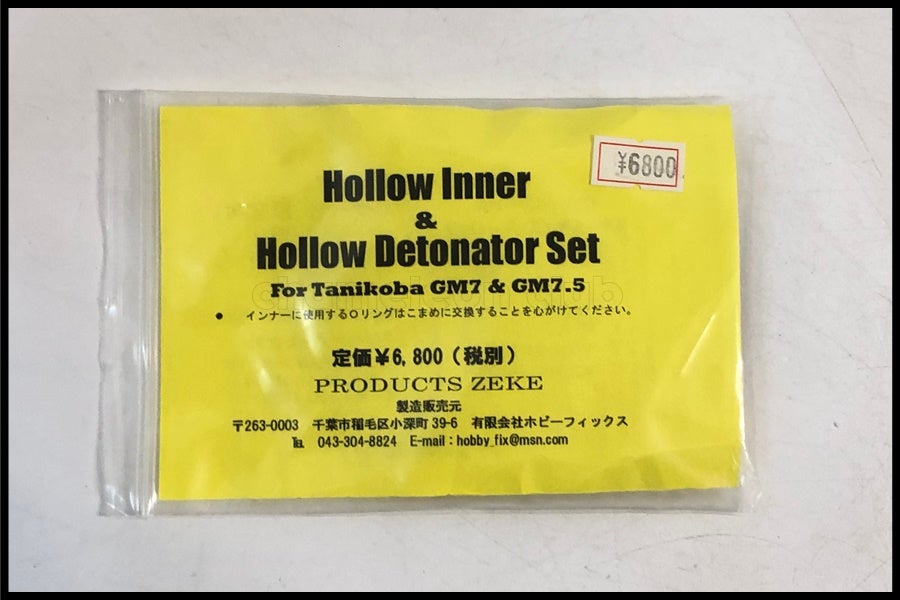 ¥6800
Hollow Inner
&
Hollow Detonator Set
For Tanikoba GM7 & GM7.5
● インナーに使用するOリングはこまめに交換することを心がけてください。
定価¥6,800(税別)
PRODUCTS ZEKE
製造販売元
〒263-0003 千葉市稲毛区小深町39-6 有限会社ホビーフィックス
℡ 043-304-8824 E-mail:hobby_fix@msn.com